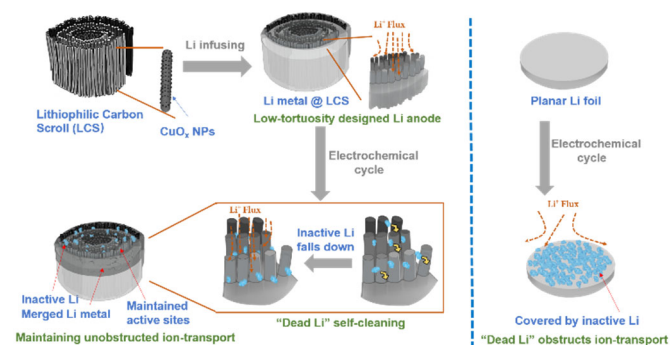 Li infusing
Li⁺ Flux
Lithiophilic Carbon
Scroll (LCS)
CuOₓ NPs
Li metal @ LCS
Low-tortuosity designed Li anode
Planar Li foil
Electrochemical
cycle
Electrochemical
cycle
Li⁺ Flux
Li⁺ Flux
Inactive Li
falls down
Inactive Li
Merged Li metal
Maintained
active sites
Maintaining unobstructed ion-transport
"Dead Li" self-cleaning
Covered by inactive Li
"Dead Li" obstructs ion-transport